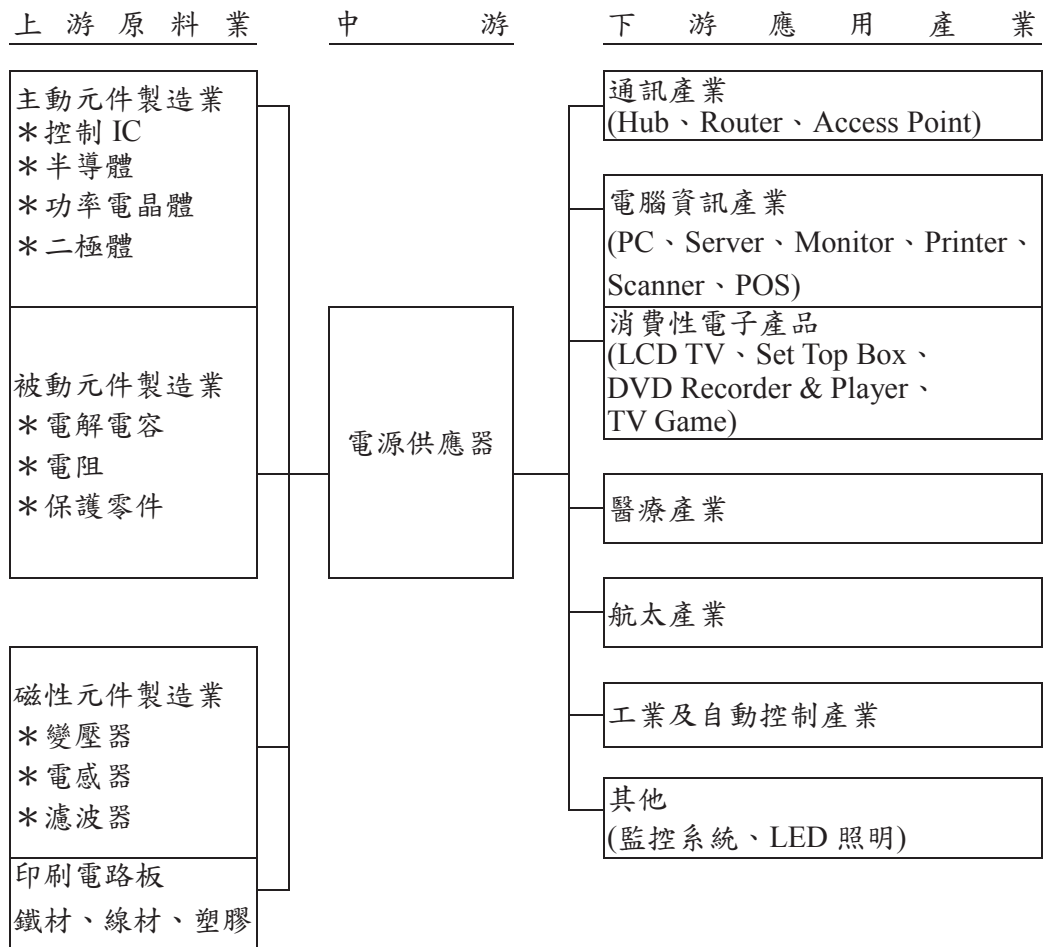 上游原料業
中游
下游應用產業
主動元件製造業
＊控制 IC
＊半導體
＊功率電晶體
＊二極體
被動元件製造業
＊電解電容
＊電阻
＊保護零件
磁性元件製造業
＊變壓器
＊電感器
＊濾波器
印刷電路板
鐵材、線材、塑膠
電源供應器
通訊產業
(Hub、Router、Access Point)
電腦資訊產業
(PC、Server、Monitor、Printer、
Scanner、POS)
消費性電子產品
(LCD TV、Set Top Box、
DVD Recorder & Player、
TV Game)
醫療產業
航太產業
工業及自動控制產業
其他
(監控系統、LED 照明)